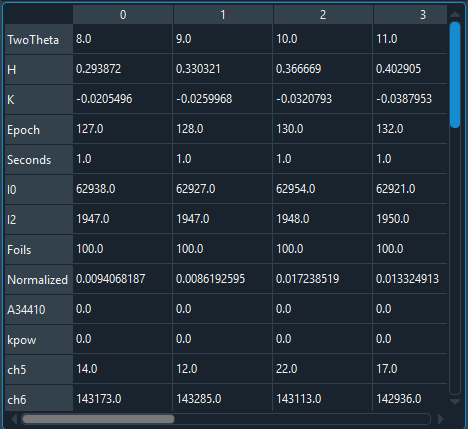 0 1 2 3
TwoTheta 8.0 9.0 10.0 11.0
H 0.293872 0.330321 0.366669 0.402905
K -0.0205496 -0.0259968 -0.0320793 -0.0387953
Epoch 127.0 128.0 130.0 132.0
Seconds 1.0 1.0 1.0 1.0
I0 62938.0 62927.0 62954.0 62921.0
I2 1947.0 1947.0 1948.0 1950.0
Foils 100.0 100.0 100.0 100.0
Normalized 0.0094068187 0.0086192595 0.017238519 0.013324913
A34410 0.0 0.0 0.0 0.0
kpow 0.0 0.0 0.0 0.0
ch5 14.0 12.0 22.0 17.0
ch6 143173.0 143285.0 143113.0 142936.0